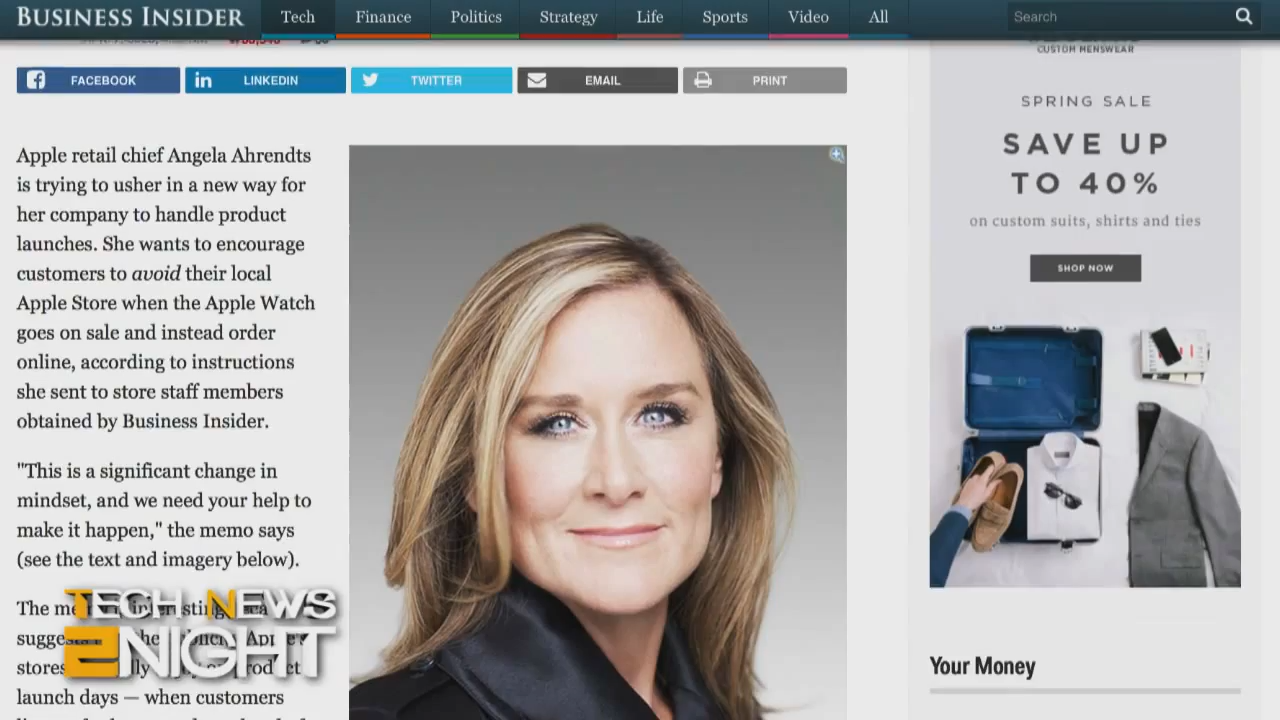 BUSINESS INSIDER
Tech
Finance
Politics
Strategy
Life
Sports
Video
All
Search
CUSTOM MENSWEAR
FACEBOOK
LINKEDIN
TWITTER
EMAIL
PRINT
Apple retail chief Angela Ahrendts
is trying to usher in a new way for
her company to handle product
launches. She wants to encourage
customers to avoid their local
Apple Store when the Apple Watch
goes on sale and instead order
online, according to instructions
she sent to store staff members
obtained by Business Insider.
"This is a significant change in
mindset, and we need your help to
make it happen," the memo says
(see the text and imagery below).
The
stores
launch days — when customers
TECH NEWS
2NIGHT
SPRING SALE
SAVE UP
TO 40%
on custom suits, shirts and ties
SHOP NOW
Your Money